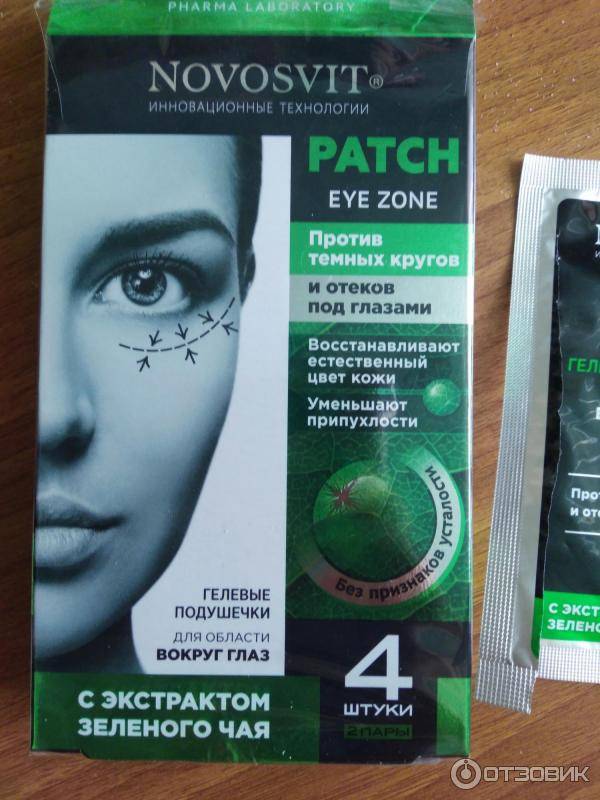 PHARMA LABORATORY
NOVOSVIT®
ИННОВАЦИОННЫЕ ТЕХНОЛОГИИ
PATCH
EYE ZONE
Против
темных кругов
и отеков
под глазами
Восстанавливают
естественный
цвет кожи
Уменьшают
припухлости
Без признаков усталости
ГЕЛЕВЫЕ
ПОДУШЕЧКИ
ДЛЯ ОБЛАСТИ
ВОКРУГ ГЛАЗ
4
ШТУКИ
2 ПАРЫ
С ЭКСТРАКТОМ
ЗЕЛЕНОГО ЧАЯ
ГЕЛЕ
и оте
С ЭКСТ
ЗЕЛЕНО
ОТЗОВИК